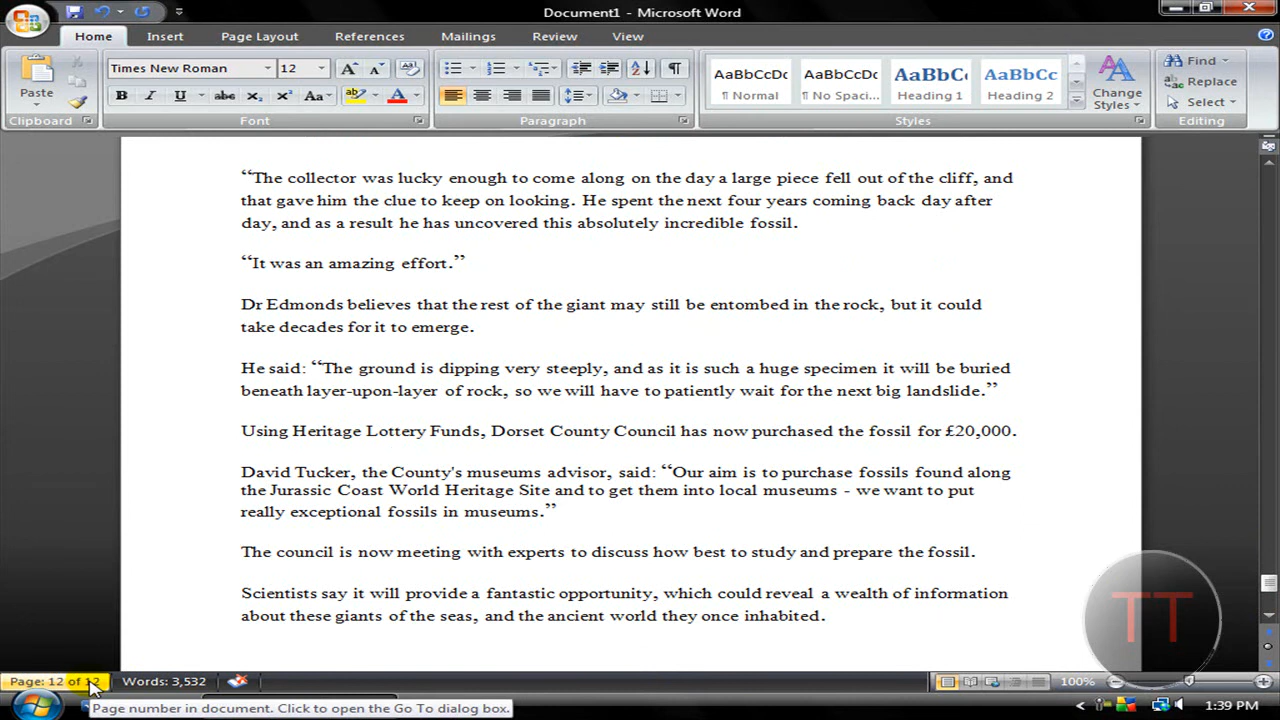 Document1 - Microsoft Word
Home Insert Page Layout References Mailings Review View
Paste
Clipboard
Times New Roman 12
B I U abc X₂ X² Aa
Font
Paragraph
AaBbCcDc AaBbCcDc AaBbCc AaBbCc
¶ Normal ¶ No Spaci... Heading 1 Heading 2
Change Styles
Styles
Find
Replace
Select
Editing
“The collector was lucky enough to come along on the day a large piece fell out of the cliff, and
that gave him the clue to keep on looking. He spent the next four years coming back day after
day, and as a result he has uncovered this absolutely incredible fossil.
“It was an amazing effort.”
Dr Edmonds believes that the rest of the giant may still be entombed in the rock, but it could
take decades for it to emerge.
He said: “The ground is dipping very steeply, and as it is such a huge specimen it will be buried
beneath layer-upon-layer of rock, so we will have to patiently wait for the next big landslide.”
Using Heritage Lottery Funds, Dorset County Council has now purchased the fossil for £20,000.
David Tucker, the County's museums advisor, said: “Our aim is to purchase fossils found along
the Jurassic Coast World Heritage Site and to get them into local museums - we want to put
really exceptional fossils in museums.”
The council is now meeting with experts to discuss how best to study and prepare the fossil.
Scientists say it will provide a fantastic opportunity, which could reveal a wealth of information
about these giants of the seas, and the ancient world they once inhabited.
TT
Page: 12 of 12 Words: 3,532 100%
Page number in document. Click to open the Go To dialog box.
1:39 PM